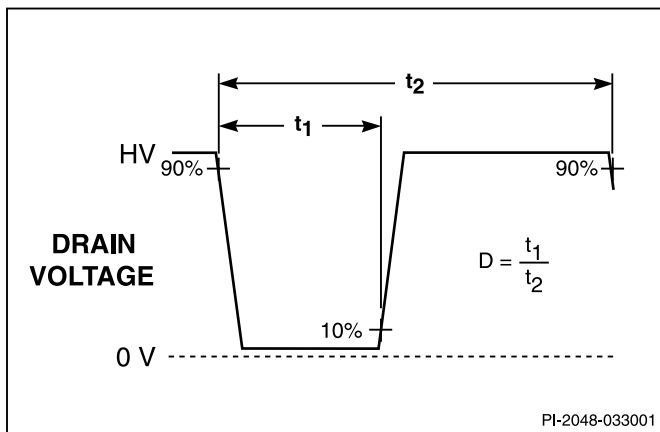 t2
t1
HV
90%
90%
DRAIN
VOLTAGE
D = t1
t2
10%
0 V
PI-2048-033001